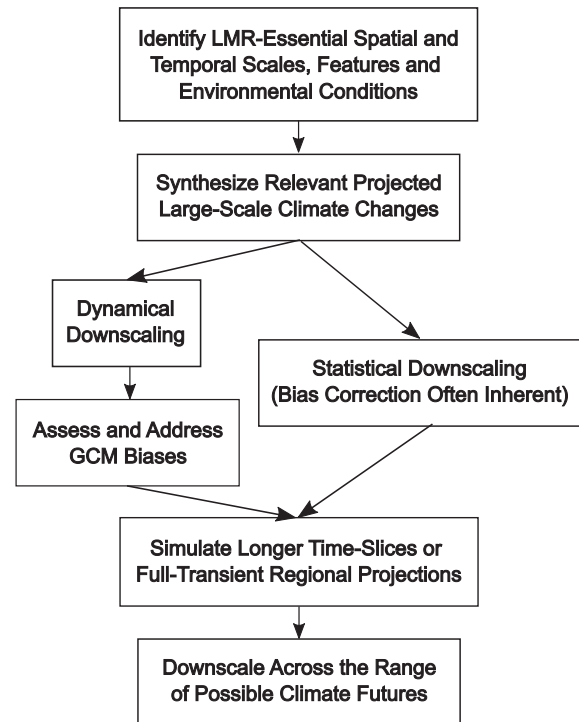 Identify LMR-Essential Spatial and
Temporal Scales, Features and
Environmental Conditions
Synthesize Relevant Projected
Large-Scale Climate Changes
Dynamical
Downscaling
Statistical Downscaling
(Bias Correction Often Inherent)
Assess and Address
GCM Biases
Simulate Longer Time-Slices or
Full-Transient Regional Projections
Downscale Across the Range
of Possible Climate Futures